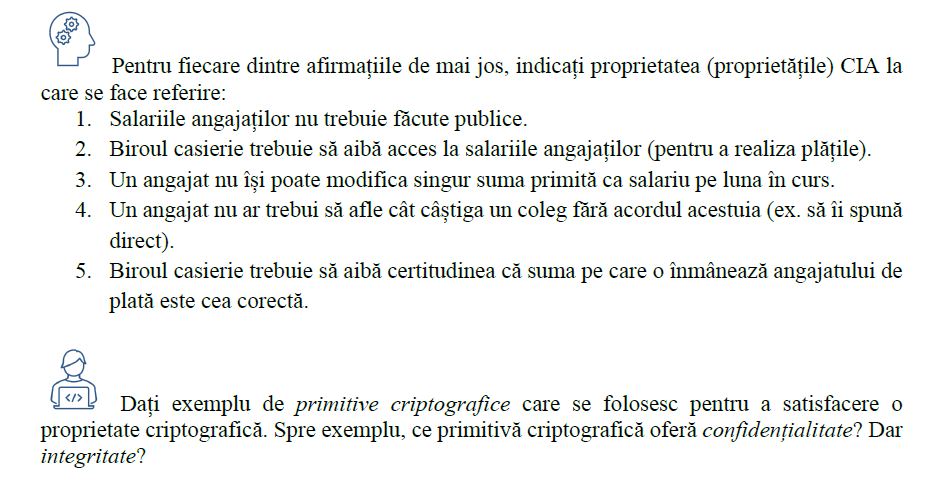 Pentru fiecare dintre afirmațiile de mai jos, indicați proprietatea (proprietățile) CIA la
care se face referire:
1. Salariile angajaților nu trebuie făcute publice.
2. Biroul casierie trebuie să aibă acces la salariile angajaților (pentru a realiza plățile).
3. Un angajat nu își poate modifica singur suma primită ca salariu pe luna în curs.
4. Un angajat nu ar trebui să afle cât câștiga un coleg fără acordul acestuia (ex. să îi spună
direct).
5. Biroul casierie trebuie să aibă certitudinea că suma pe care o înmânează angajatului de
plată este cea corectă.
</>
Dați exemplu de primitive criptografice care se folosesc pentru a satisfacere o
proprietate criptografică. Spre exemplu, ce primitivă criptografică oferă confidențialitate? Dar
integritate?